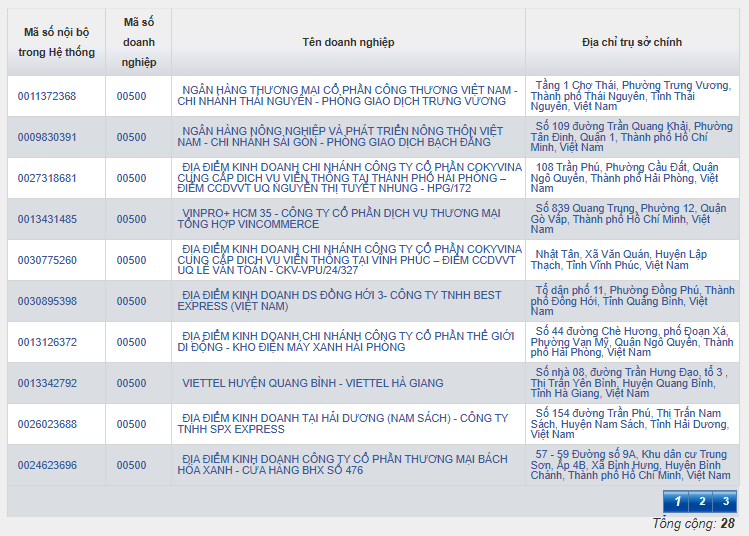 Mã số nội bộ
trong Hệ thống
Mã số
doanh
nghiệp
Tên doanh nghiệp
Địa chỉ trụ sở chính
0011372368
00500
NGÂN HÀNG THƯƠNG MẠI CỔ PHẦN CÔNG THƯƠNG VIỆT NAM -
CHI NHÁNH THÁI NGUYÊN - PHÒNG GIAO DỊCH TRƯNG VƯƠNG
Tầng 1 Chợ Thái, Phường Trưng Vương,
Thành phố Thái Nguyên, Tỉnh Thái
Nguyên, Việt Nam
0009830391
00500
NGÂN HÀNG NÔNG NGHIỆP VÀ PHÁT TRIỂN NÔNG THÔN VIỆT
NAM - CHI NHÁNH SÀI GÒN - PHÒNG GIAO DỊCH BẠCH ĐẰNG
Số 109 đường Trần Quang Khải, Phường
Tân Định, Quận 1, Thành phố Hồ Chí
Minh, Việt Nam
0027318681
00500
ĐỊA ĐIỂM KINH DOANH CHI NHÁNH CÔNG TY CỔ PHẦN COKYVINA
CUNG CẤP DỊCH VỤ VIỄN THÔNG TẠI THÀNH PHỐ HẢI PHÒNG –
ĐIỂM CCDVVT UQ NGUYỄN THỊ TUYẾT NHUNG - HPG/172
108 Trần Phú, Phường Cầu Đất, Quận
Ngô Quyền, Thành phố Hải Phòng, Việt
Nam
0013431485
00500
VINPRO+ HCM 35 - CÔNG TY CỔ PHẦN DỊCH VỤ THƯƠNG MẠI
TỔNG HỢP VINCOMMERCE
Số 839 Quang Trung, Phường 12, Quận
Gò Vấp, Thành phố Hồ Chí Minh, Việt
Nam
0030775260
00500
ĐỊA ĐIỂM KINH DOANH CHI NHÁNH CÔNG TY CỔ PHẦN COKYVINA
CUNG CẤP DỊCH VỤ VIỄN THÔNG TẠI VĨNH PHÚC – ĐIỂM CCDVVT
UQ LÊ VĂN TOÀN - CKV-VPU/24/327
Nhật Tân, Xã Văn Quán, Huyện Lập
Thạch, Tỉnh Vĩnh Phúc, Việt Nam
0030895398
00500
ĐỊA ĐIỂM KINH DOANH DS ĐỒNG HỚI 3- CÔNG TY TNHH BEST
EXPRESS (VIỆT NAM)
Tổ dân phố 11, Phường Đồng Phú, Thành
phố Đồng Hới, Tỉnh Quảng Bình, Việt
Nam
0013126372
00500
ĐỊA ĐIỂM KINH DOANH CHI NHÁNH CÔNG TY CỔ PHẦN THẾ GIỚI
DI ĐỘNG - KHO ĐIỆN MÁY XANH HẢI PHÒNG
Số 44 đường Chè Hương, phố Đoạn Xá,
Phường Vạn Mỹ, Quận Ngô Quyền, Thành
phố Hải Phòng, Việt Nam
0013342792
00500
VIETTEL HUYỆN QUANG BÌNH - VIETTEL HÀ GIANG
Số nhà 08, đường Trần Hưng Đạo, tổ 3 ,
Thị Trấn Yên Bình, Huyện Quang Bình,
Tỉnh Hà Giang, Việt Nam
0026023688
00500
ĐỊA ĐIỂM KINH DOANH TẠI HẢI DƯƠNG (NAM SÁCH) - CÔNG TY
TNHH SPX EXPRESS
Số 154 đường Trần Phú, Thị Trấn Nam
Sách, Huyện Nam Sách, Tỉnh Hải Dương,
Việt Nam
0024623696
00500
ĐỊA ĐIỂM KINH DOANH CÔNG TY CỔ PHẦN THƯƠNG MẠI BÁCH
HÓA XANH - CỬA HÀNG BHX SỐ 476
57 - 59 Đường số 9A, Khu dân cư Trung
Sơn, Ấp 4B, Xã Bình Hưng, Huyện Bình
Chánh, Thành phố Hồ Chí Minh, Việt Nam
1 2 3
Tổng cộng: 28